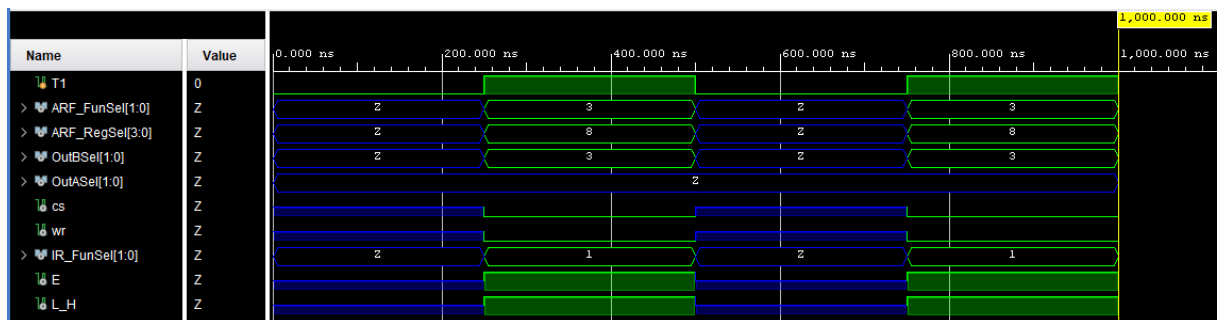 1,000.000 ns
Name Value 0.000 ns 200.000 ns 400.000 ns 600.000 ns 800.000 ns 1,000.000 ns
T1 0
ARF_FunSel[1:0] Z Z 3 Z 3
ARF_RegSel[3:0] Z Z 8 Z 8
OutBSel[1:0] Z Z 3 Z 3
OutASel[1:0] Z Z
cs Z
wr Z
IR_FunSel[1:0] Z Z 1 Z 1
E Z
L_H Z